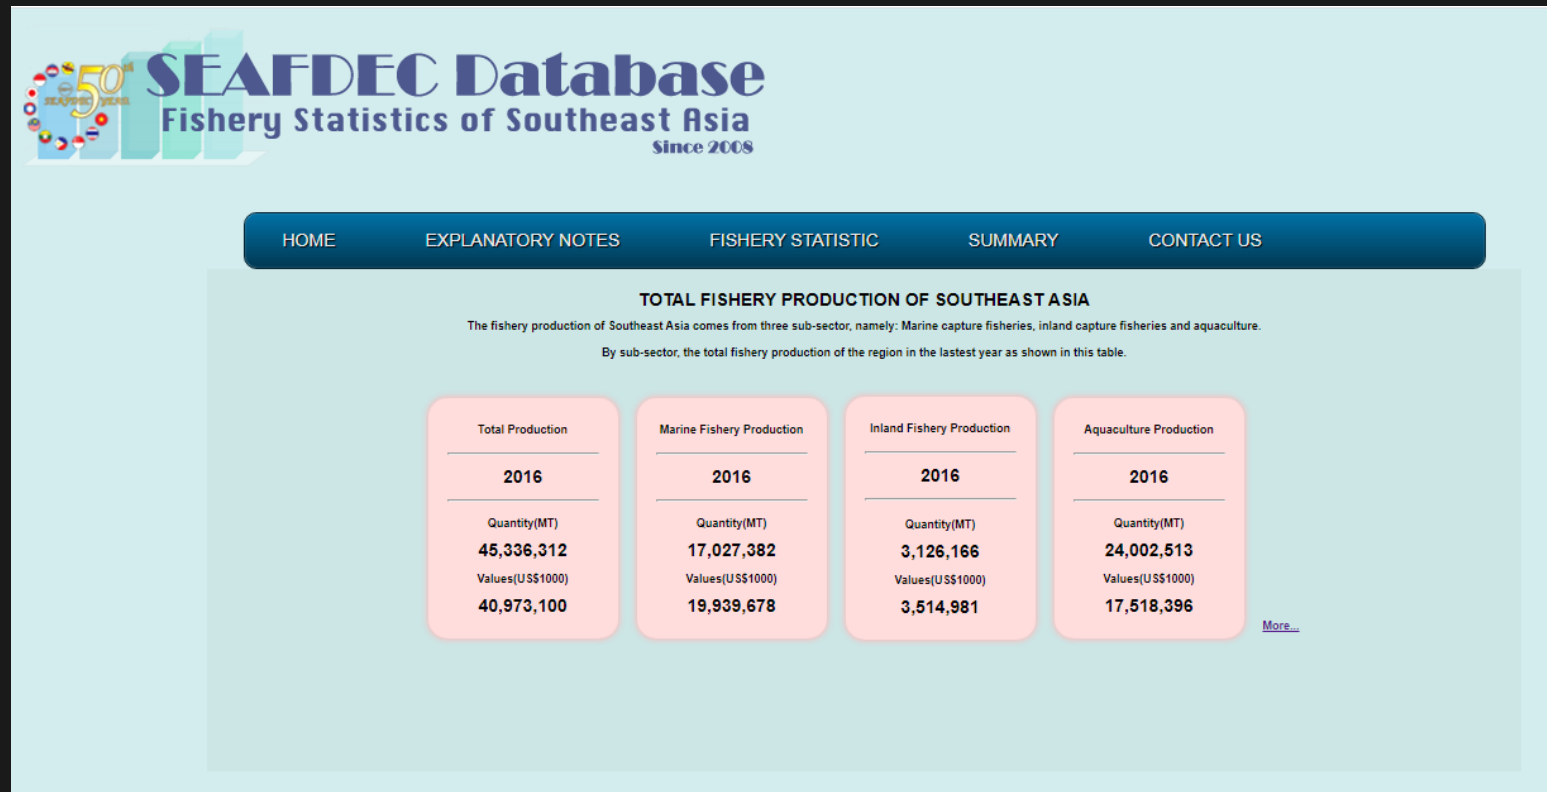 50th
SEAFDEC YEAR
SEAFDEC Database
Fishery Statistics of Southeast Asia
Since 2008
HOME EXPLANATORY NOTES FISHERY STATISTIC SUMMARY CONTACT US
TOTAL FISHERY PRODUCTION OF SOUTHEAST ASIA
The fishery production of Southeast Asia comes from three sub-sector, namely: Marine capture fisheries, inland capture fisheries and aquaculture.
By sub-sector, the total fishery production of the region in the lastest year as shown in this table.
Total Production
2016
Quantity(MT)
45,336,312
Values(US$1000)
40,973,100
Marine Fishery Production
2016
Quantity(MT)
17,027,382
Values(US$1000)
19,939,678
Inland Fishery Production
2016
Quantity(MT)
3,126,166
Values(US$1000)
3,514,981
Aquaculture Production
2016
Quantity(MT)
24,002,513
Values(US$1000)
17,518,396
More...